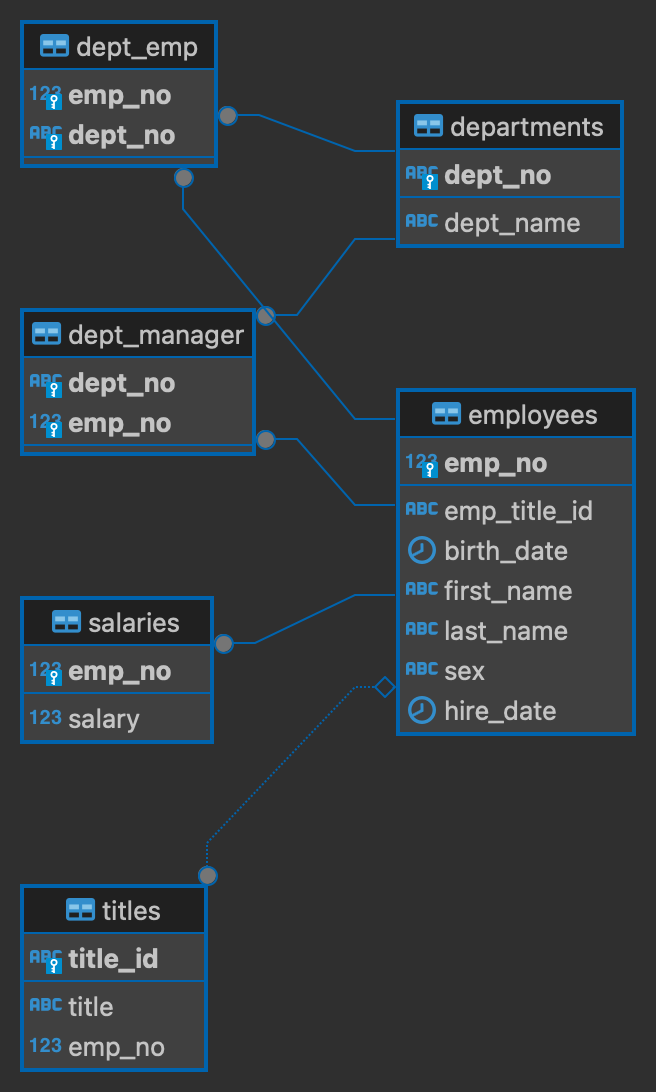 dept_emp
123 emp_no
ABC dept_no
departments
ABC dept_no
ABC dept_name
dept_manager
ABC dept_no
123 emp_no
employees
123 emp_no
ABC emp_title_id
birth_date
ABC first_name
ABC last_name
ABC sex
hire_date
salaries
123 emp_no
123 salary
titles
ABC title_id
ABC title
123 emp_no